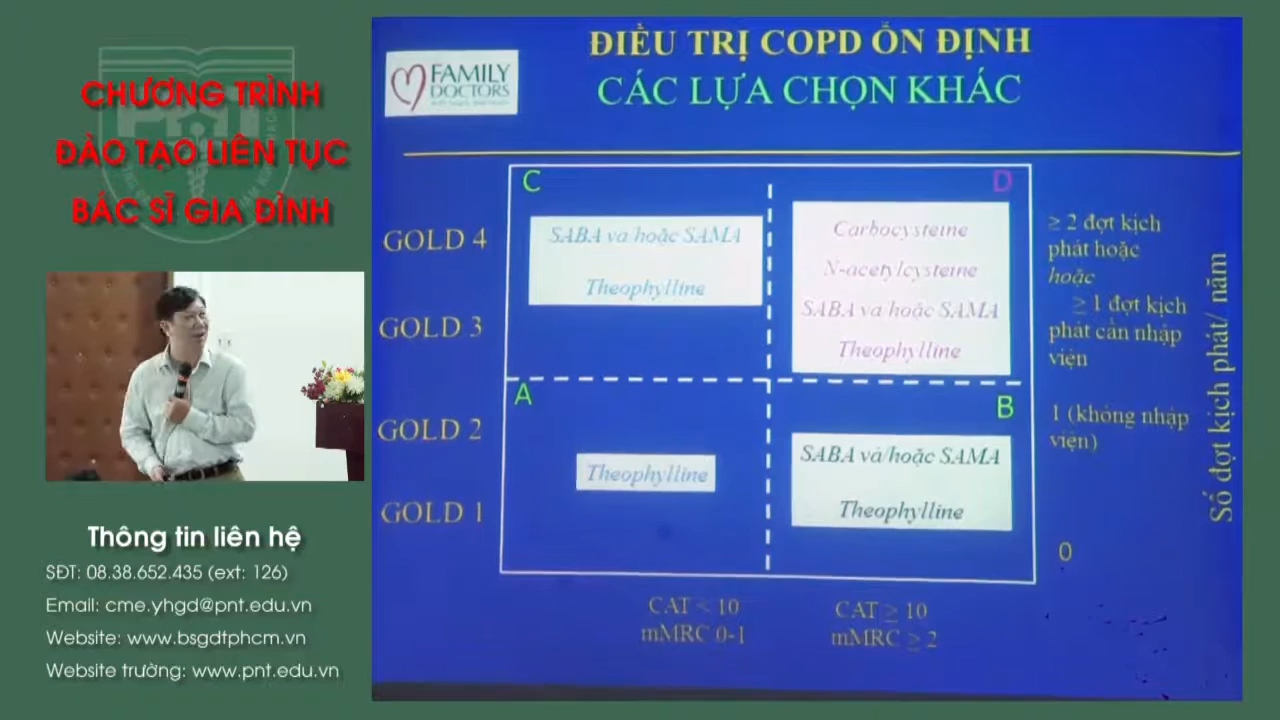 CHƯƠNG TRÌNH
ĐÀO TẠO LIÊN TỤC
BÁC SĨ GIA ĐÌNH
Thông tin liên hệ
SĐT: 08.38.652.435 (ext: 126)
Email: cme.yhgd@pnt.edu.vn
Website: www.bsgdtphcm.vn
Website trường: www.pnt.edu.vn
FAMILY
DOCTORS
ĐIỀU TRỊ COPD ỔN ĐỊNH
CÁC LỰA CHỌN KHÁC
GOLD 4
GOLD 3
GOLD 2
GOLD 1
C
SABA va hoặc SAMA
Theophylline
D
Carbocysteine
N-acetylcysteine
SABA va hoặc SAMA
Theophylline
A
Theophylline
B
SABA và/hoặc SAMA
Theophylline
≥ 2 đợt kịch
phát hoặc
hoặc
≥ 1 đợt kịch
phát cần nhập
viện
1 (không nhập
viện)
0
Số đợt kịch phát/ năm
CAT < 10
mMRC 0-1
CAT ≥ 10
mMRC ≥ 2